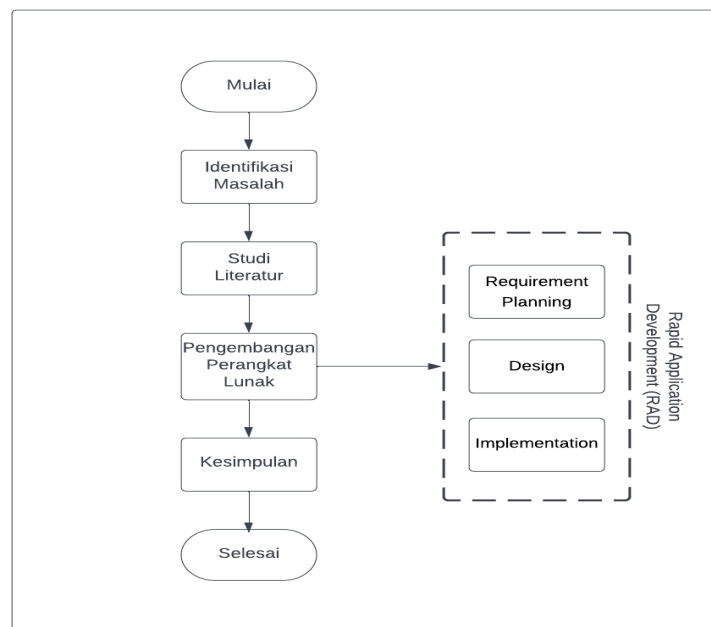 Mulai
Identifikasi
Masalah
Studi
Literatur
Pengembangan
Perangkat
Lunak
Kesimpulan
Selesai
Requirement
Planning
Design
Implementation
Rapid Application
Development (RAD)